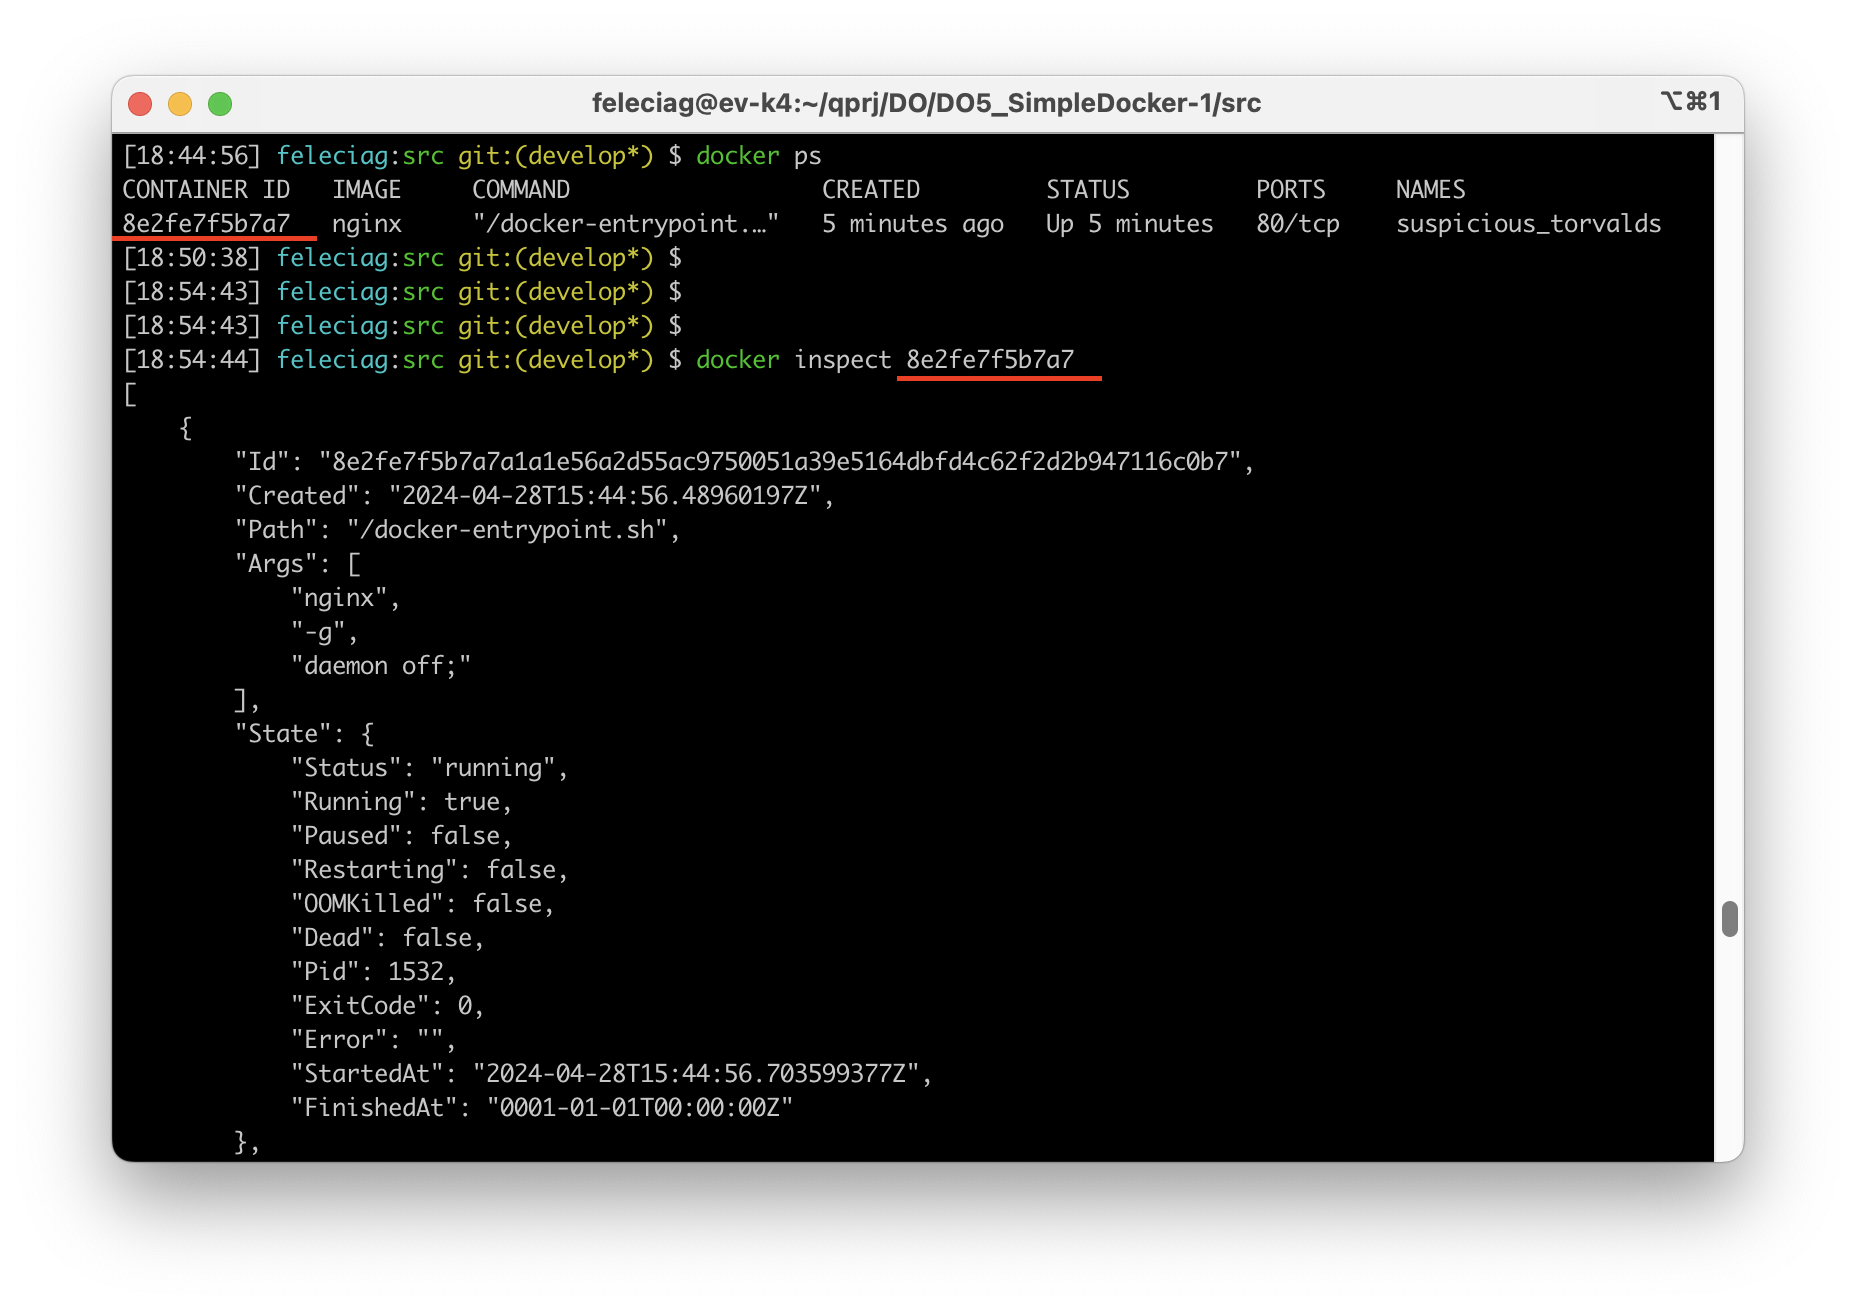 feleciag@ev-k4:~/qprj/DO/DO5_SimpleDocker-1/src ⌥⌘1
[18:44:56] feleciag:src git:(develop*) $ docker ps
CONTAINER ID   IMAGE     COMMAND                  CREATED         STATUS         PORTS     NAMES
8e2fe7f5b7a7   nginx     "/docker-entrypoint.…"   5 minutes ago   Up 5 minutes   80/tcp    suspicious_torvalds
[18:50:38] feleciag:src git:(develop*) $
[18:54:43] feleciag:src git:(develop*) $
[18:54:43] feleciag:src git:(develop*) $
[18:54:44] feleciag:src git:(develop*) $ docker inspect 8e2fe7f5b7a7
[
    {
        "Id": "8e2fe7f5b7a7a1a1e56a2d55ac9750051a39e5164dbfd4c62f2d2b947116c0b7",
        "Created": "2024-04-28T15:44:56.48960197Z",
        "Path": "/docker-entrypoint.sh",
        "Args": [
            "nginx",
            "-g",
            "daemon off;"
        ],
        "State": {
            "Status": "running",
            "Running": true,
            "Paused": false,
            "Restarting": false,
            "OOMKilled": false,
            "Dead": false,
            "Pid": 1532,
            "ExitCode": 0,
            "Error": "",
            "StartedAt": "2024-04-28T15:44:56.703599377Z",
            "FinishedAt": "0001-01-01T00:00:00Z"
        },